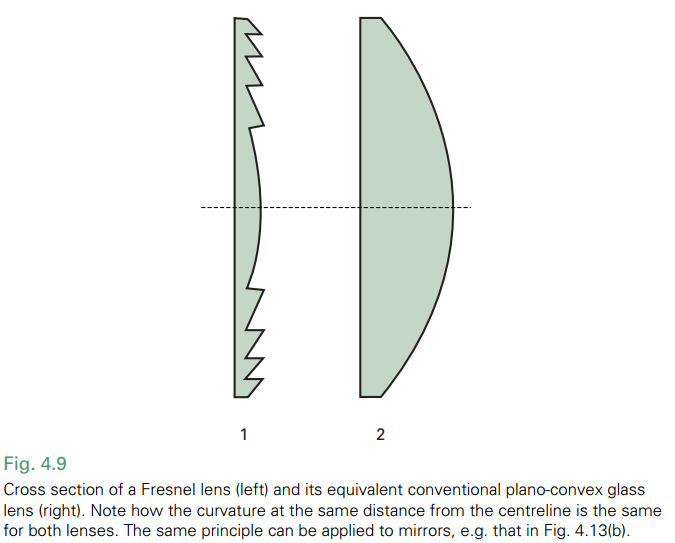 1
2
Fig. 4.9
Cross section of a Fresnel lens (left) and its equivalent conventional plano-convex glass
lens (right). Note how the curvature at the same distance from the centreline is the same
for both lenses. The same principle can be applied to mirrors, e.g. that in Fig. 4.13(b).